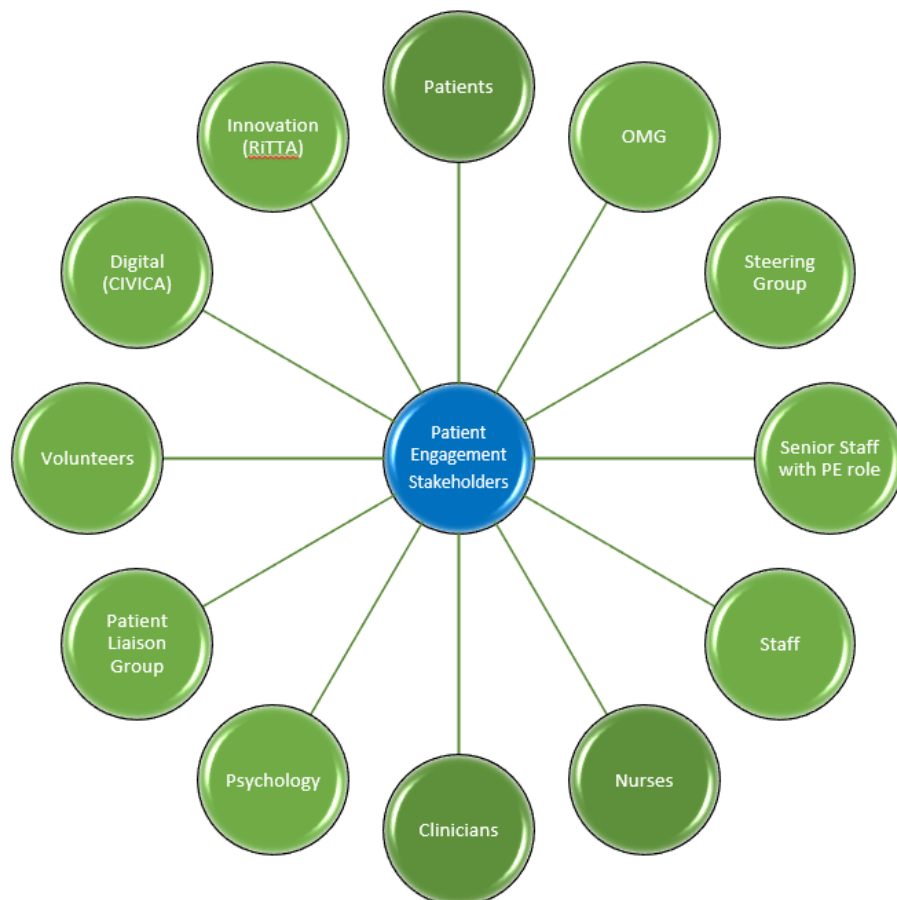 Patients
OMG
Steering
Group
Senior Staff
with PE role
Staff
Nurses
Clinicians
Psychology
Patient
Liaison
Group
Volunteers
Digital
(CIVICA)
Innovation
(RiTTA)
Patient
Engagement
Stakeholders